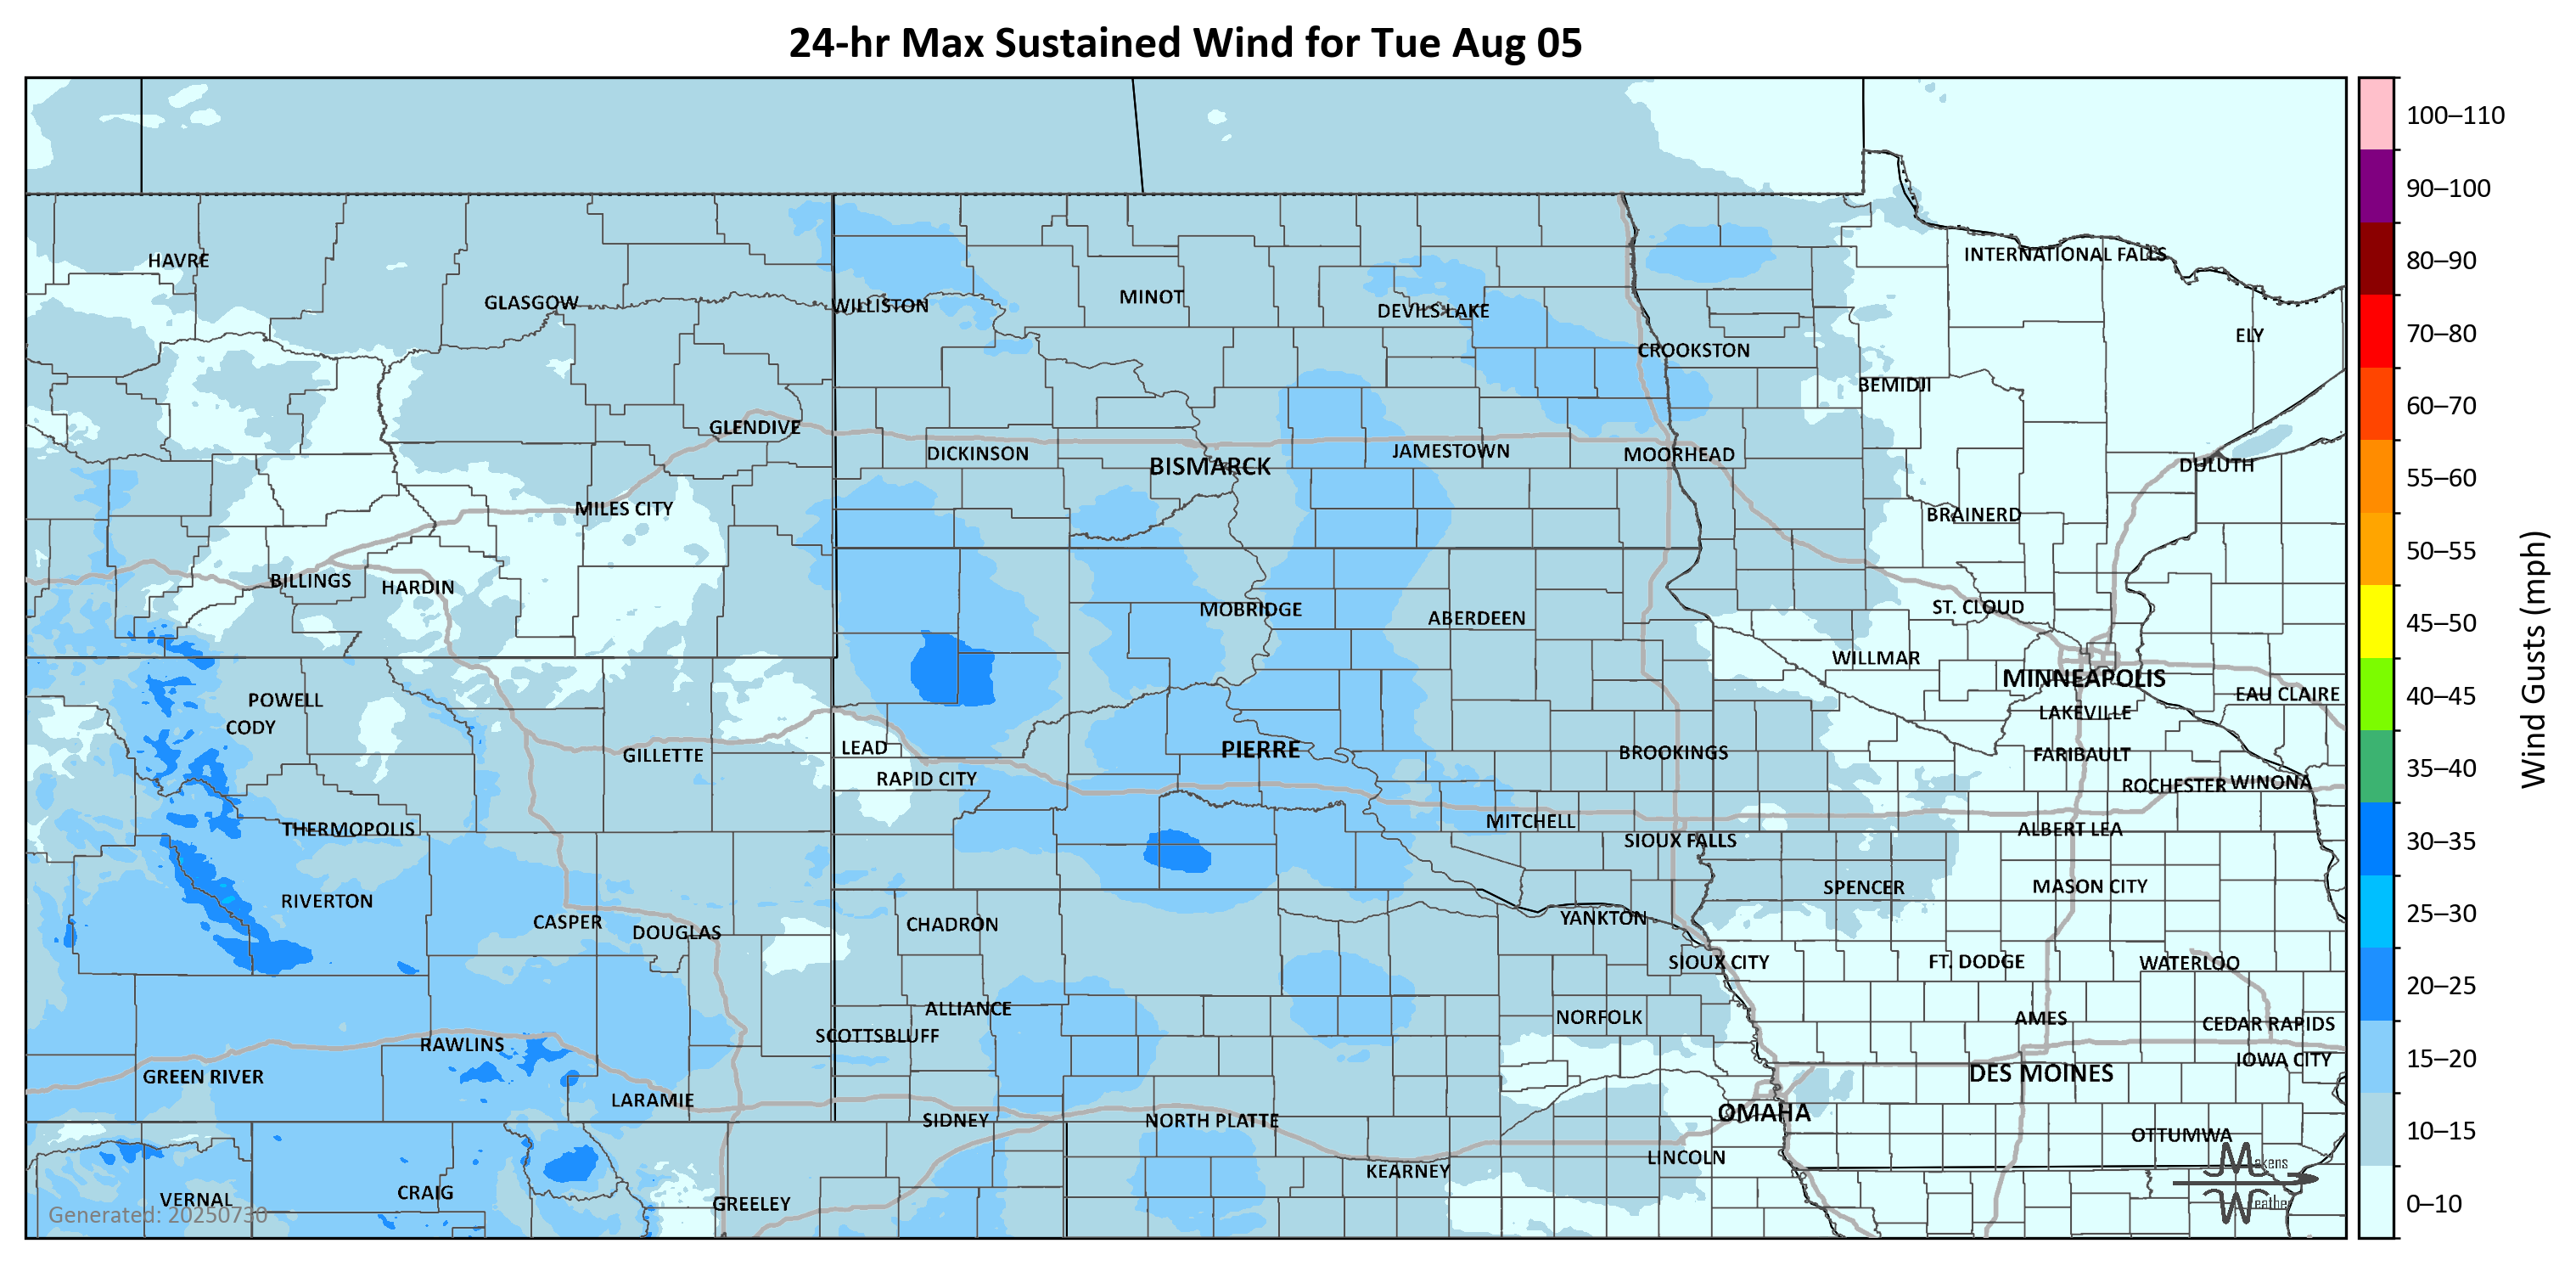 24-hr Max Sustained Wind for Tue Aug 05
100–110
90–100
80–90
70–80
60–70
55–60
50–55
45–50
40–45
35–40
30–35
25–30
20–25
15–20
10–15
0–10
Wind Gusts (mph)
HAVRE
INTERNATIONAL FALLS
GLASGOW
WILLISTON
MINOT
DEVILS LAKE
ELY
CROOKSTON
BEMIDJI
GLENDIVE
DICKINSON
BISMARCK
JAMESTOWN
MOORHEAD
DULUTH
MILES CITY
BRAINERD
BILLINGS
HARDIN
MOBRIDGE
ABERDEEN
ST. CLOUD
WILLMAR
MINNEAPOLIS
EAU CLAIRE
POWELL
CODY
LAKEVILLE
GILLETTE
LEAD
PIERRE
BROOKINGS
FARIBAULT
RAPID CITY
ROCHESTER
WINONA
THERMOPOLIS
MITCHELL
SIOUX FALLS
ALBERT LEA
RIVERTON
SPENCER
MASON CITY
CASPER
DOUGLAS
CHADRON
YANKTON
SIOUX CITY
FT. DODGE
WATERLOO
ALLIANCE
NORFOLK
AMES
CEDAR RAPIDS
RAWLINS
SCOTTSBLUFF
IOWA CITY
GREEN RIVER
DES MOINES
LARAMIE
SIDNEY
NORTH PLATTE
OMAHA
OTTUMWA
LINCOLN
KEARNEY
VERNAL
CRAIG
GREELEY
Generated: 20250730
Makens
Weather